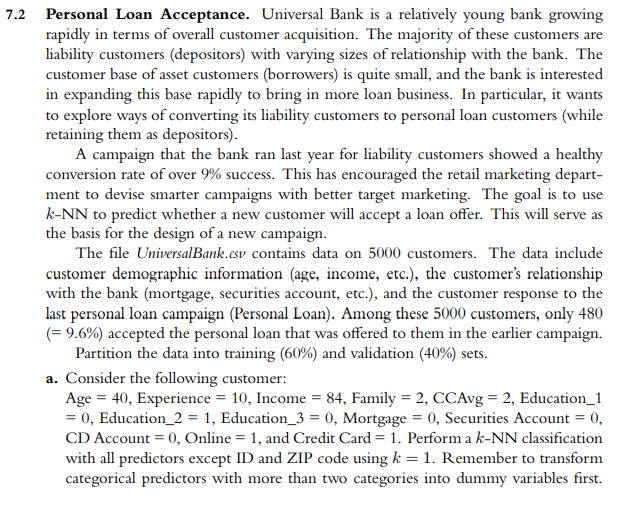 7.2 Personal Loan Acceptance. Universal Bank is a relatively young bank growing
rapidly in terms of overall customer acquisition. The majority of these customers are
liability customers (depositors) with varying sizes of relationship with the bank. The
customer base of asset customers (borrowers) is quite small, and the bank is interested
in expanding this base rapidly to bring in more loan business. In particular, it wants
to explore ways of converting its liability customers to personal loan customers (while
retaining them as depositors).
A campaign that the bank ran last year for liability customers showed a healthy
conversion rate of over 9% success. This has encouraged the retail marketing depart-
ment to devise smarter campaigns with better target marketing. The goal is to use
k-NN to predict whether a new customer will accept a loan offer. This will serve as
the basis for the design of a new campaign.
The file UniversalBank.csv contains data on 5000 customers. The data include
customer demographic information (age, income, etc.), the customer's relationship
with the bank (mortgage, securities account, etc.), and the customer response to the
last personal loan campaign (Personal Loan). Among these 5000 customers, only 480
(= 9.6%) accepted the personal loan that was offered to them in the earlier campaign.
Partition the data into training (60%) and validation (40%) sets.
a. Consider the following customer:
Age = 40, Experience = 10, Income = 84, Family = 2, CCAvg = 2, Education_1
= 0, Education_2 = 1, Education_3 = 0, Mortgage = 0, Securities Account = 0,
CD Account = 0, Online = 1, and Credit Card = 1. Perform a k-NN classification
with all predictors except ID and ZIP code using k = 1. Remember to transform
categorical predictors with more than two categories into dummy variables first.